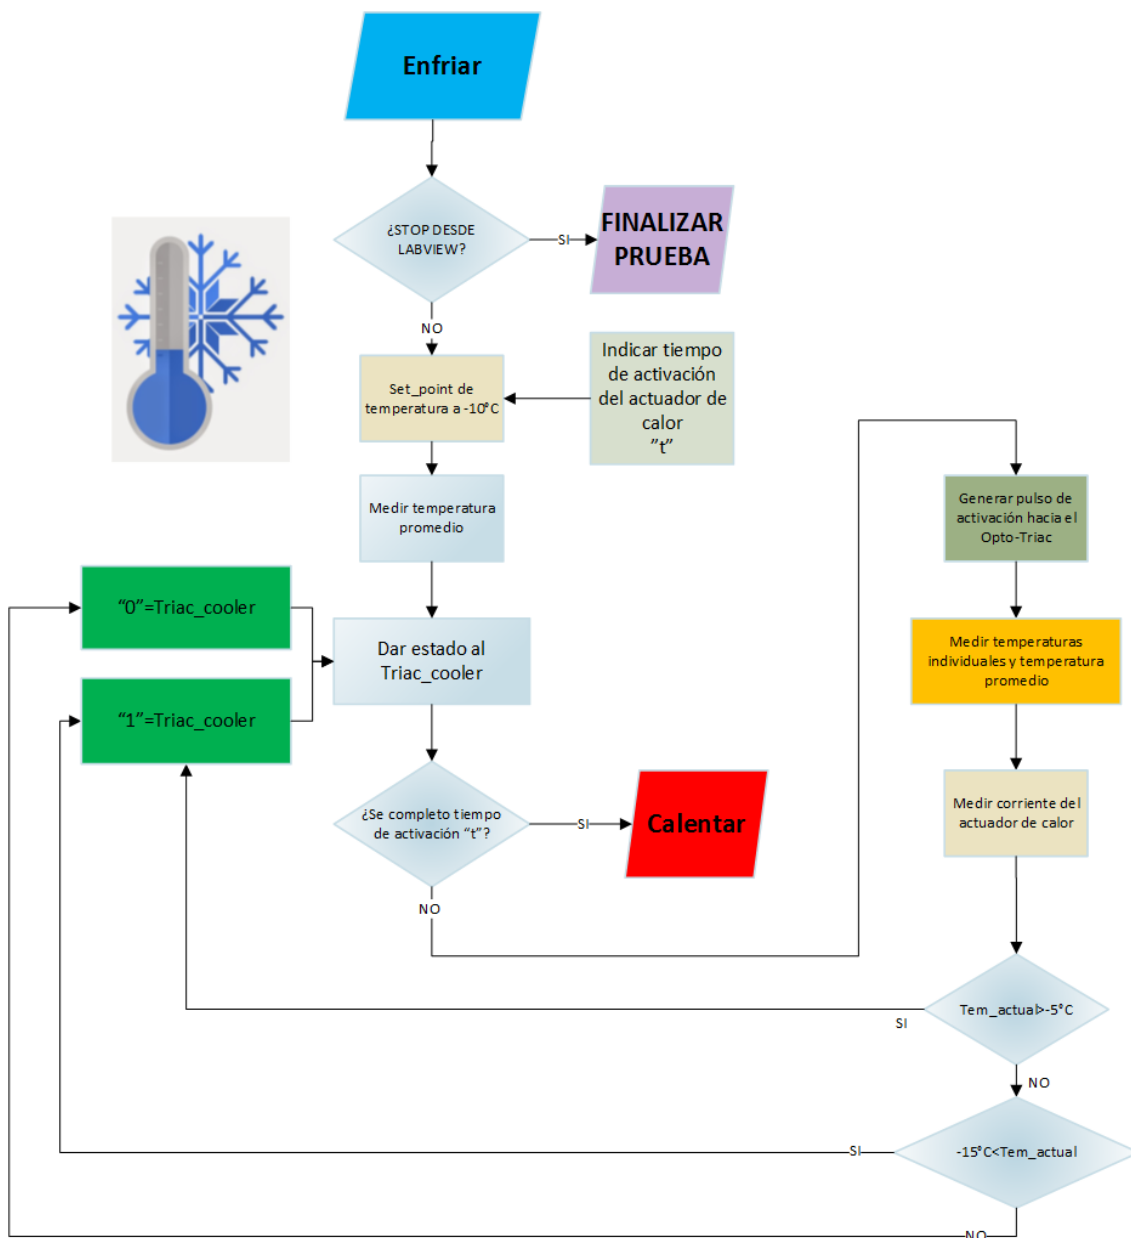 Enfriar
¿STOP DESDE
LABVIEW?
SI
FINALIZAR
PRUEBA
NO
Set_point de
temperatura a -10°C
Indicar tiempo
de activación
del actuador de
calor
”t”
Medir temperatura
promedio
“0”=Triac_cooler
Dar estado al
Triac_cooler
“1”=Triac_cooler
¿Se completo tiempo
de activación “t”?
SI
Calentar
NO
Generar pulso de
activación hacia el
Opto-Triac
Medir temperaturas
individuales y temperatura
promedio
Medir corriente del
actuador de calor
Tem_actual>-5°C
SI
NO
-15°C<Tem_actual
SI
NO